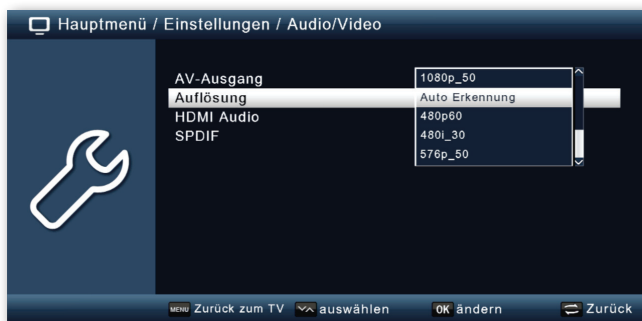 Hauptmenü / Einstellungen / Audio/Video
AV-Ausgang
1080p_50
Auflösung
Auto Erkennung
HDMI Audio
480p60
SPDIF
480i_30
576p_50
MENU Zurück zum TV auswählen OK ändern Zurück